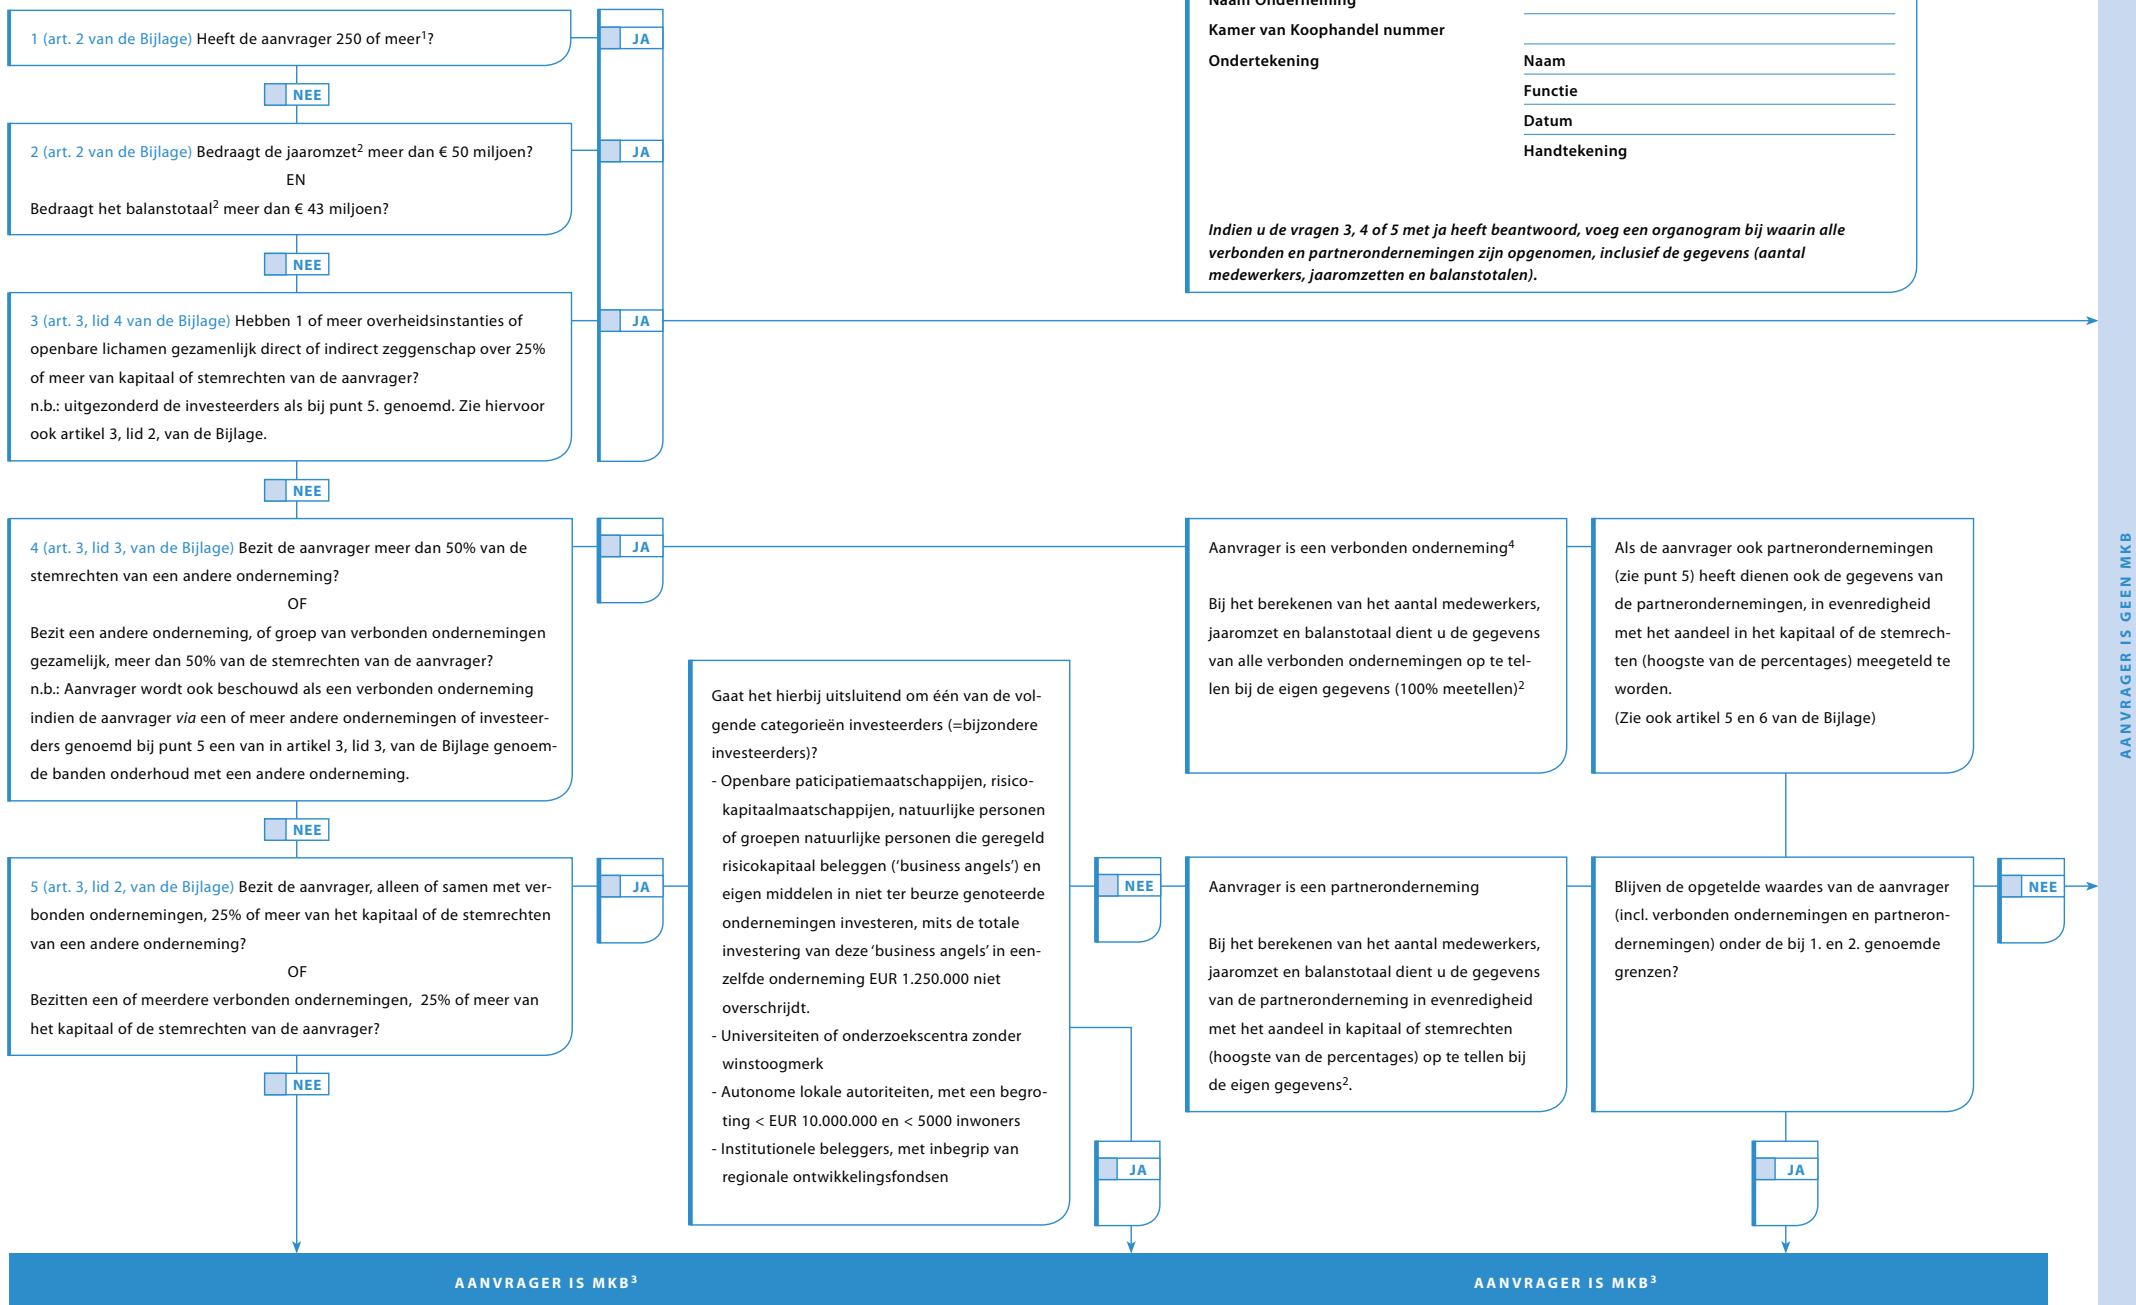 1 (art. 2 van de Bijlage) Heeft de aanvrager 250 of meer¹?
JA
NEE
2 (art. 2 van de Bijlage) Bedraagt de jaaromzet² meer dan € 50 miljoen?
EN
Bedraagt het balanstotaal² meer dan € 43 miljoen?
JA
NEE
3 (art. 3, lid 4 van de Bijlage) Hebben 1 of meer overheidsinstanties of
openbare lichamen gezamenlijk direct of indirect zeggenschap over 25%
of meer van kapitaal of stemrechten van de aanvrager?
n.b.: uitgezonderd de investeerders als bij punt 5. genoemd. Zie hiervoor
ook artikel 3, lid 2, van de Bijlage.
JA
NEE
Naam Onderneming
Kamer van Koophandel nummer
Ondertekening
Naam
Functie
Datum
Handtekening
Indien u de vragen 3, 4 of 5 met ja heeft beantwoord, voeg een organogram bij waarin alle
verbonden en partnerondernemingen zijn opgenomen, inclusief de gegevens (aantal
medewerkers, jaaromzetten en balanstotalen).
4 (art. 3, lid 3, van de Bijlage) Bezit de aanvrager meer dan 50% van de
stemrechten van een andere onderneming?
OF
Bezit een andere onderneming, of groep van verbonden ondernemingen
gezamelijk, meer dan 50% van de stemrechten van de aanvrager?
n.b.: Aanvrager wordt ook beschouwd als een verbonden onderneming
indien de aanvrager via een of meer andere ondernemingen of investeer-
ders genoemd bij punt 5 een van in artikel 3, lid 3, van de Bijlage genoem-
de banden onderhoud met een andere onderneming.
JA
NEE
Aanvrager is een verbonden onderneming⁴
Bij het berekenen van het aantal medewerkers,
jaaromzet en balanstotaal dient u de gegevens
van alle verbonden ondernemingen op te tel-
len bij de eigen gegevens (100% meetellen)²
Als de aanvrager ook partnerondernemingen
(zie punt 5) heeft dienen ook de gegevens van
de partnerondernemingen, in evenredigheid
met het aandeel in het kapitaal of de stemrech-
ten (hoogste van de percentages) meegeteld te
worden.
(Zie ook artikel 5 en 6 van de Bijlage)
5 (art. 3, lid 2, van de Bijlage) Bezit de aanvrager, alleen of samen met ver-
bonden ondernemingen, 25% of meer van het kapitaal of de stemrechten
van een andere onderneming?
OF
Bezitten een of meerdere verbonden ondernemingen, 25% of meer van
het kapitaal of de stemrechten van de aanvrager?
JA
NEE
Gaat het hierbij uitsluitend om één van de vol-
gende categorieën investeerders (=bijzondere
investeerders)?
- Openbare paticipatiemaatschappijen, risico-
kapitaalmaatschappijen, natuurlijke personen
of groepen natuurlijke personen die geregeld
risicokapitaal beleggen (‘business angels’) en
eigen middelen in niet ter beurze genoteerde
ondernemingen investeren, mits de totale
investering van deze ‘business angels’ in een-
zelfde onderneming EUR 1.250.000 niet
overschrijdt.
- Universiteiten of onderzoekscentra zonder
winstoogmerk
- Autonome lokale autoriteiten, met een begro-
ting < EUR 10.000.000 en < 5000 inwoners
- Institutionele beleggers, met inbegrip van
regionale ontwikkelingsfondsen
NEE
JA
Aanvrager is een partneronderneming
Bij het berekenen van het aantal medewerkers,
jaaromzet en balanstotaal dient u de gegevens
van de partneronderneming in evenredigheid
met het aandeel in kapitaal of stemrechten
(hoogste van de percentages) op te tellen bij
de eigen gegevens².
Blijven de opgetelde waardes van de aanvrager
(incl. verbonden ondernemingen en partneron-
dernemingen) onder de bij 1. en 2. genoemde
grenzen?
NEE
JA
AANVRAGER IS GEEN MKB
AANVRAGER IS MKB³
AANVRAGER IS MKB³